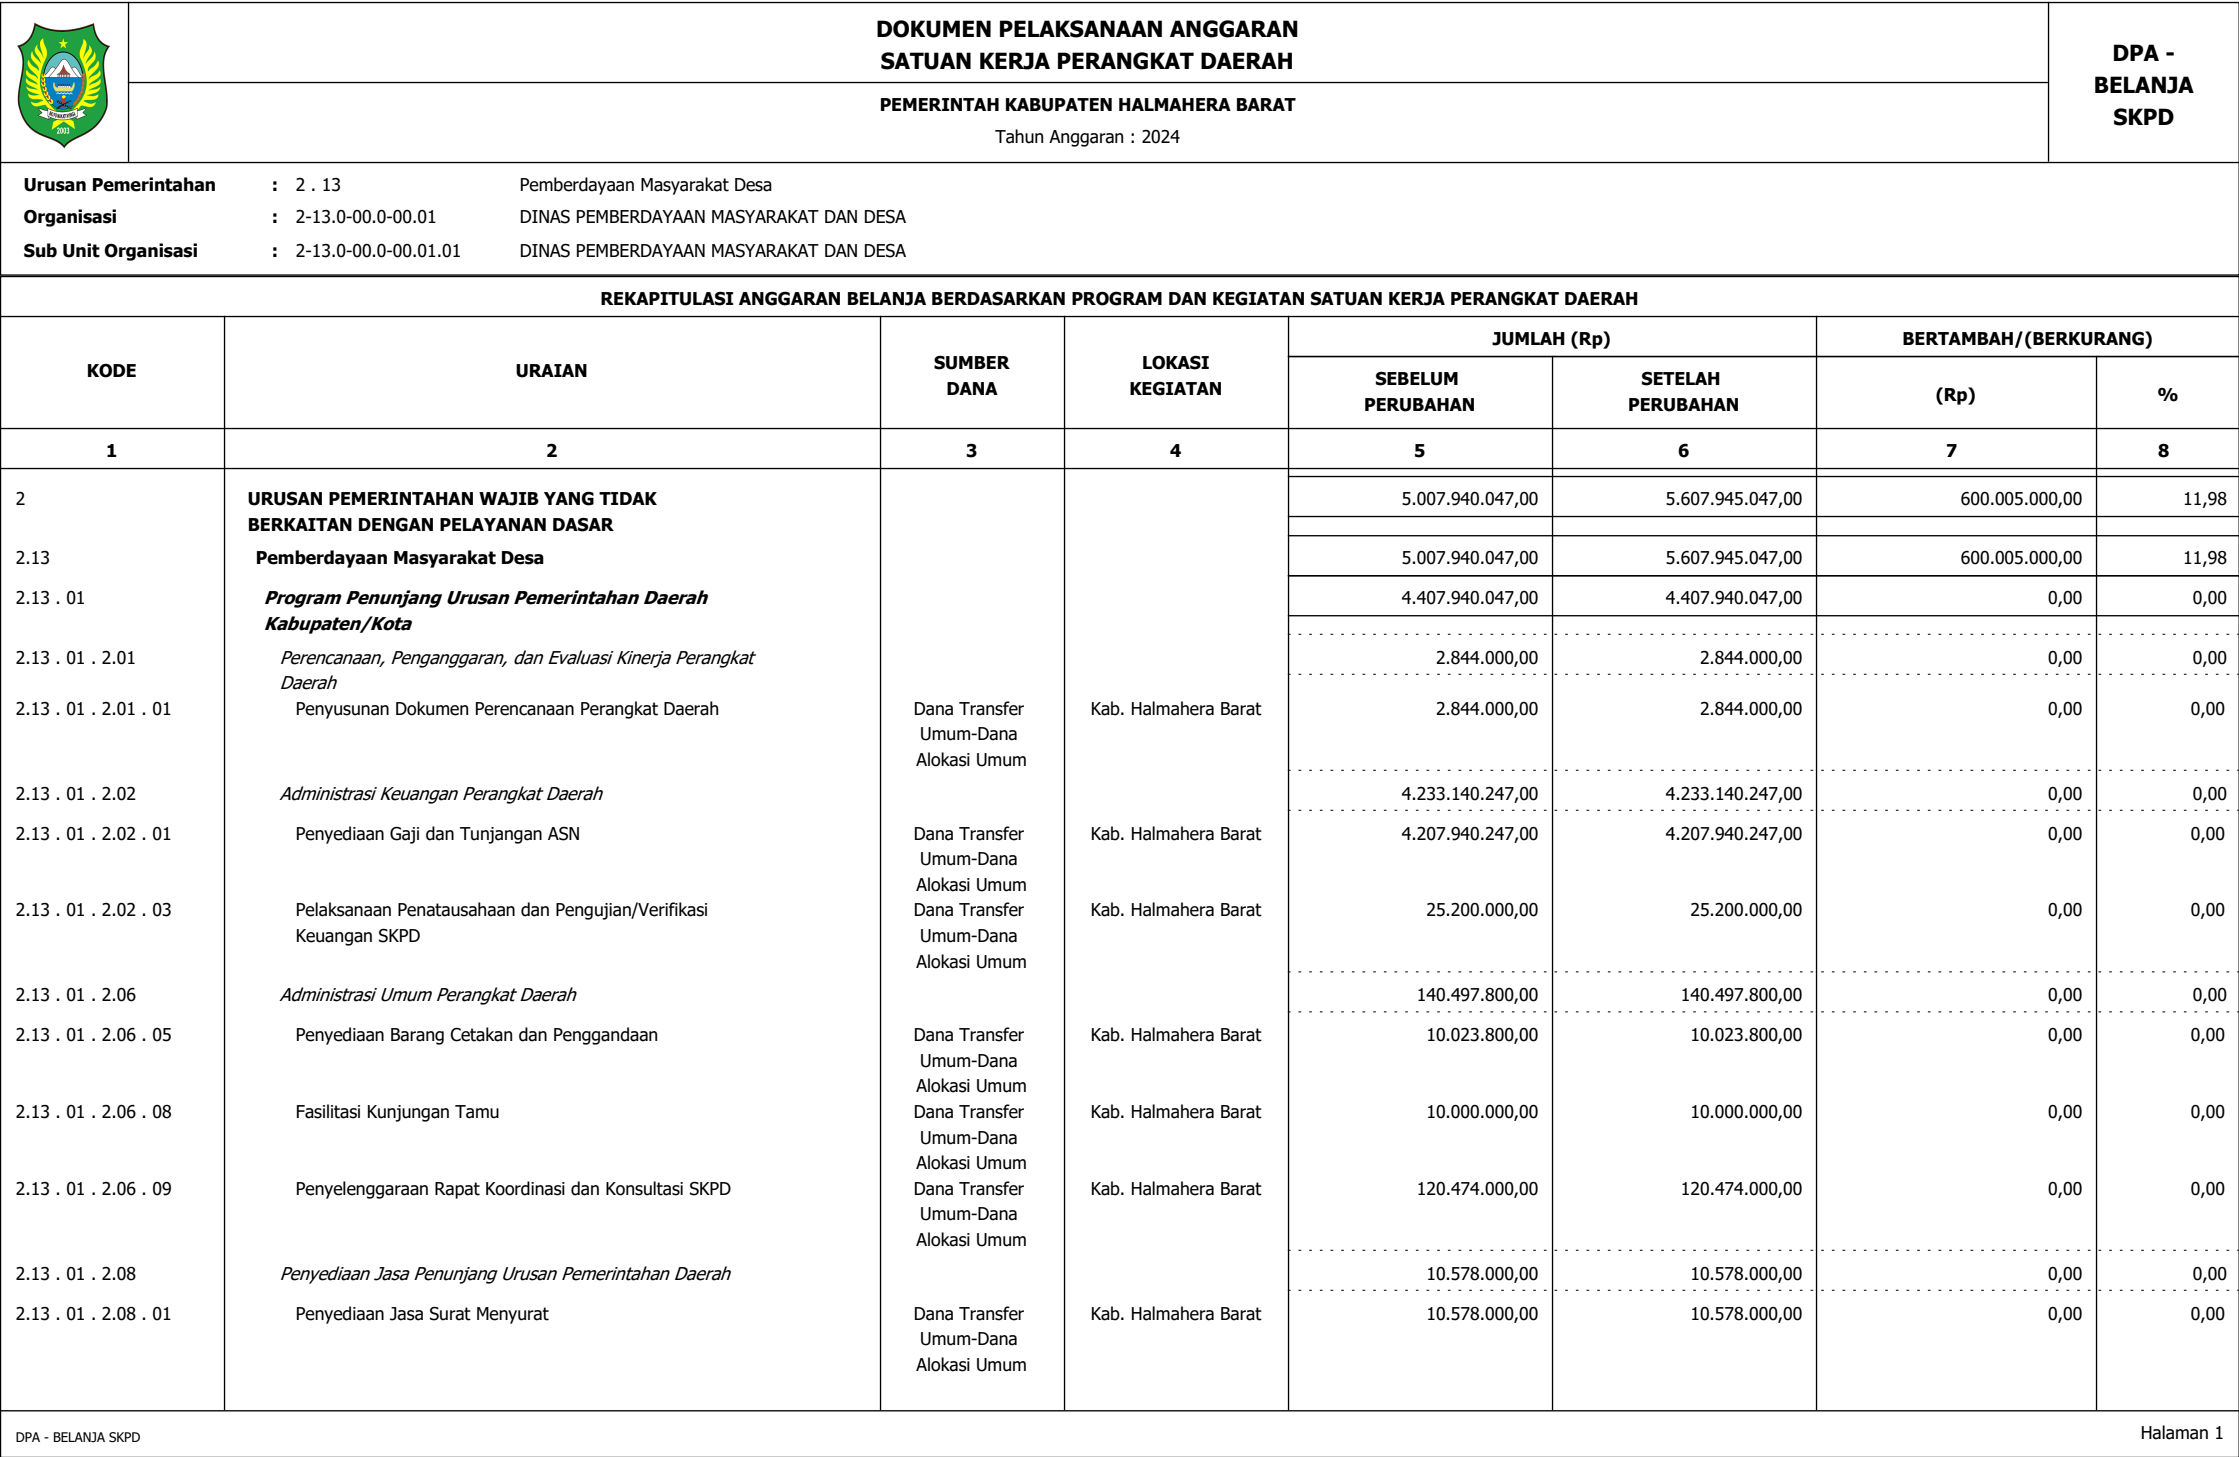 DOKUMEN PELAKSANAAN ANGGARAN
SATUAN KERJA PERANGKAT DAERAH
PEMERINTAH KABUPATEN HALMAHERA BARAT
Tahun Anggaran : 2024
DPA -
BELANJA
SKPD
2003
Urusan Pemerintahan : 2 . 13 Pemberdayaan Masyarakat Desa
Organisasi : 2-13.0-00.0-00.01 DINAS PEMBERDAYAAN MASYARAKAT DAN DESA
Sub Unit Organisasi : 2-13.0-00.0-00.01.01 DINAS PEMBERDAYAAN MASYARAKAT DAN DESA
REKAPITULASI ANGGARAN BELANJA BERDASARKAN PROGRAM DAN KEGIATAN SATUAN KERJA PERANGKAT DAERAH
KODE URAIAN SUMBER DANA LOKASI KEGIATAN JUMLAH (Rp) BERTAMBAH/(BERKURANG)
SEBELUM PERUBAHAN SETELAH PERUBAHAN (Rp) %
1 2 3 4 5 6 7 8
2 URUSAN PEMERINTAHAN WAJIB YANG TIDAK 5.007.940.047,00 5.607.945.047,00 600.005.000,00 11,98
BERKAITAN DENGAN PELAYANAN DASAR
2.13 Pemberdayaan Masyarakat Desa 5.007.940.047,00 5.607.945.047,00 600.005.000,00 11,98
2.13 . 01 Program Penunjang Urusan Pemerintahan Daerah 4.407.940.047,00 4.407.940.047,00 0,00 0,00
Kabupaten/Kota
2.13 . 01 . 2.01 Perencanaan, Penganggaran, dan Evaluasi Kinerja Perangkat 2.844.000,00 2.844.000,00 0,00 0,00
Daerah
2.13 . 01 . 2.01 . 01 Penyusunan Dokumen Perencanaan Perangkat Daerah Dana Transfer Kab. Halmahera Barat 2.844.000,00 2.844.000,00 0,00 0,00
Umum-Dana
Alokasi Umum
2.13 . 01 . 2.02 Administrasi Keuangan Perangkat Daerah 4.233.140.247,00 4.233.140.247,00 0,00 0,00
2.13 . 01 . 2.02 . 01 Penyediaan Gaji dan Tunjangan ASN Dana Transfer Kab. Halmahera Barat 4.207.940.247,00 4.207.940.247,00 0,00 0,00
Umum-Dana
Alokasi Umum
2.13 . 01 . 2.02 . 03 Pelaksanaan Penatausahaan dan Pengujian/Verifikasi Dana Transfer Kab. Halmahera Barat 25.200.000,00 25.200.000,00 0,00 0,00
Keuangan SKPD Umum-Dana
Alokasi Umum
2.13 . 01 . 2.06 Administrasi Umum Perangkat Daerah 140.497.800,00 140.497.800,00 0,00 0,00
2.13 . 01 . 2.06 . 05 Penyediaan Barang Cetakan dan Penggandaan Dana Transfer Kab. Halmahera Barat 10.023.800,00 10.023.800,00 0,00 0,00
Umum-Dana
Alokasi Umum
2.13 . 01 . 2.06 . 08 Fasilitasi Kunjungan Tamu Dana Transfer Kab. Halmahera Barat 10.000.000,00 10.000.000,00 0,00 0,00
Umum-Dana
Alokasi Umum
2.13 . 01 . 2.06 . 09 Penyelenggaraan Rapat Koordinasi dan Konsultasi SKPD Dana Transfer Kab. Halmahera Barat 120.474.000,00 120.474.000,00 0,00 0,00
Umum-Dana
Alokasi Umum
2.13 . 01 . 2.08 Penyediaan Jasa Penunjang Urusan Pemerintahan Daerah 10.578.000,00 10.578.000,00 0,00 0,00
2.13 . 01 . 2.08 . 01 Penyediaan Jasa Surat Menyurat Dana Transfer Kab. Halmahera Barat 10.578.000,00 10.578.000,00 0,00 0,00
Umum-Dana
Alokasi Umum
DPA - BELANJA SKPD Halaman 1